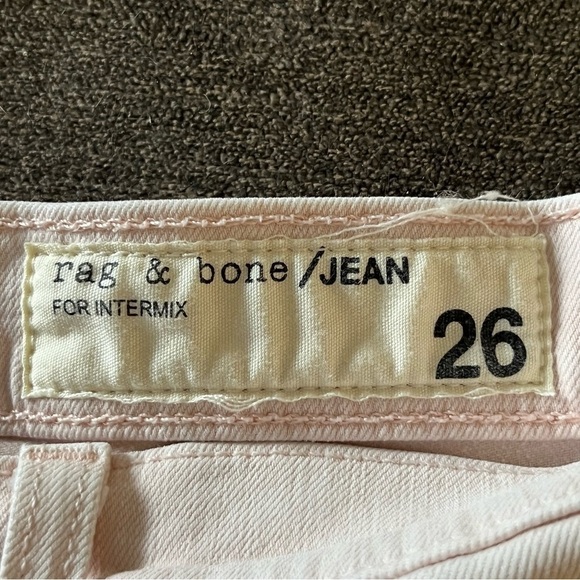 rag & bone/JEAN
FOR INTERMIX
26